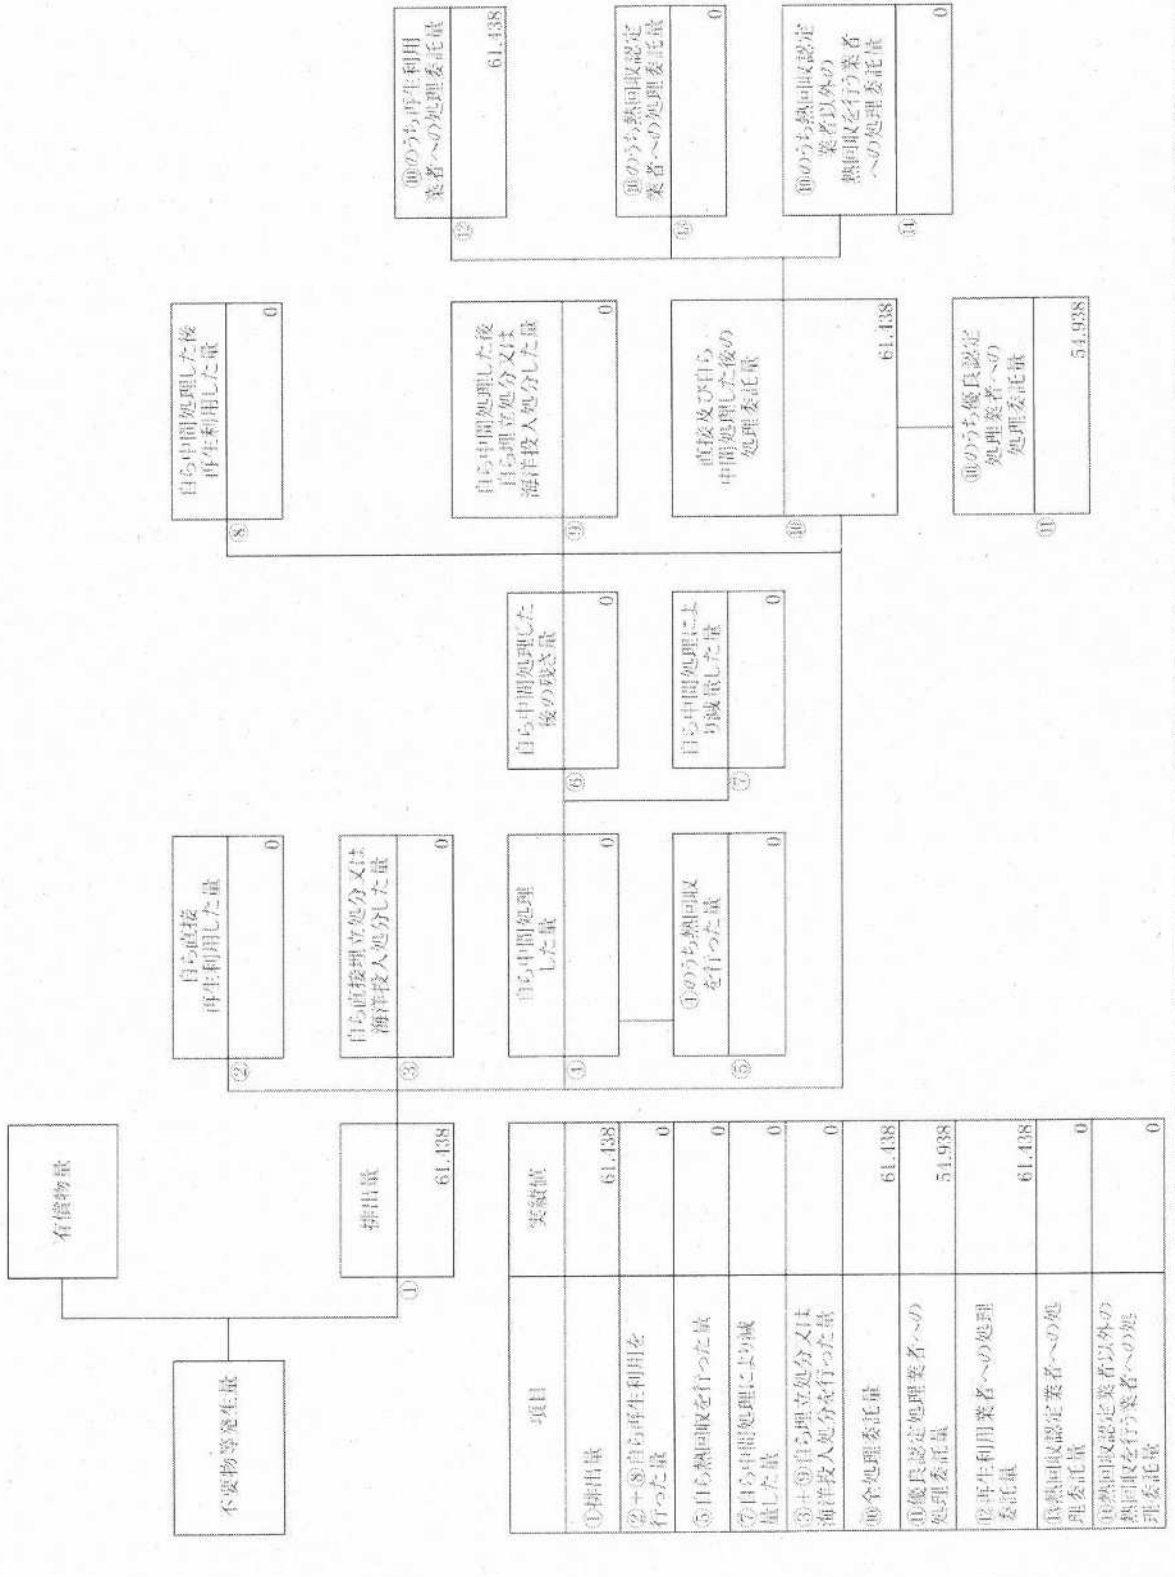 不要物等発生量
有償物量
①
排出量
61.438
②
自ら直接
再生利用した量
0
③
自ら直接埋立処分又は
海洋投入処分した量
0
④
自ら中間処理
した量
0
⑤
④のうち熱回収
を行った量
0
⑥
自ら中間処理した
後の残さ量
0
⑦
自ら中間処理によ
り減量した量
0
⑧
自ら中間処理した後
再生利用した量
0
⑨
自ら中間処理した後
自ら埋立処分又は
海洋投入処分した量
0
⑩
直接及び自ら
中間処理した後の
処理委託量
61.438
⑪
⑩のうち優良認定
処理業者への
処理委託量
54.938
⑫
⑩のうち再生利用
業者への処理委託量
61.438
⑬
⑩のうち熱回収認定
業者への処理委託量
0
⑭
⑩のうち熱回収認定
業者以外の
熱回収を行う業者
への処理委託量
0
項目
実績値
①排出量
61.438
②+⑧自ら再生利用を
行った量
0
⑤自ら熱回収を行った量
0
⑦自ら中間処理により減
量した量
0
③+⑨自ら埋立処分又は
海洋投入処分を行った量
0
⑩全処理委託量
61.438
⑪優良認定処理業者への
処理委託量
54.938
⑫再生利用業者への処理
委託量
61.438
⑬熱回収認定業者への処
理委託量
0
⑭熱回収認定業者以外の
熱回収を行う業者への処
理委託量
0